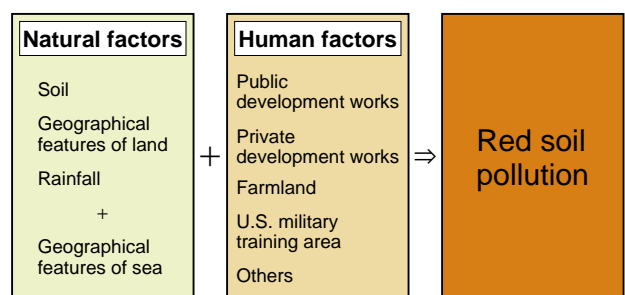 Natural factors
Soil
Geographical
features of land
Rainfall
+
Geographical
features of sea
+
Human factors
Public
development works
Private
development works
Farmland
U.S. military
training area
Others
⇒
Red soil
pollution